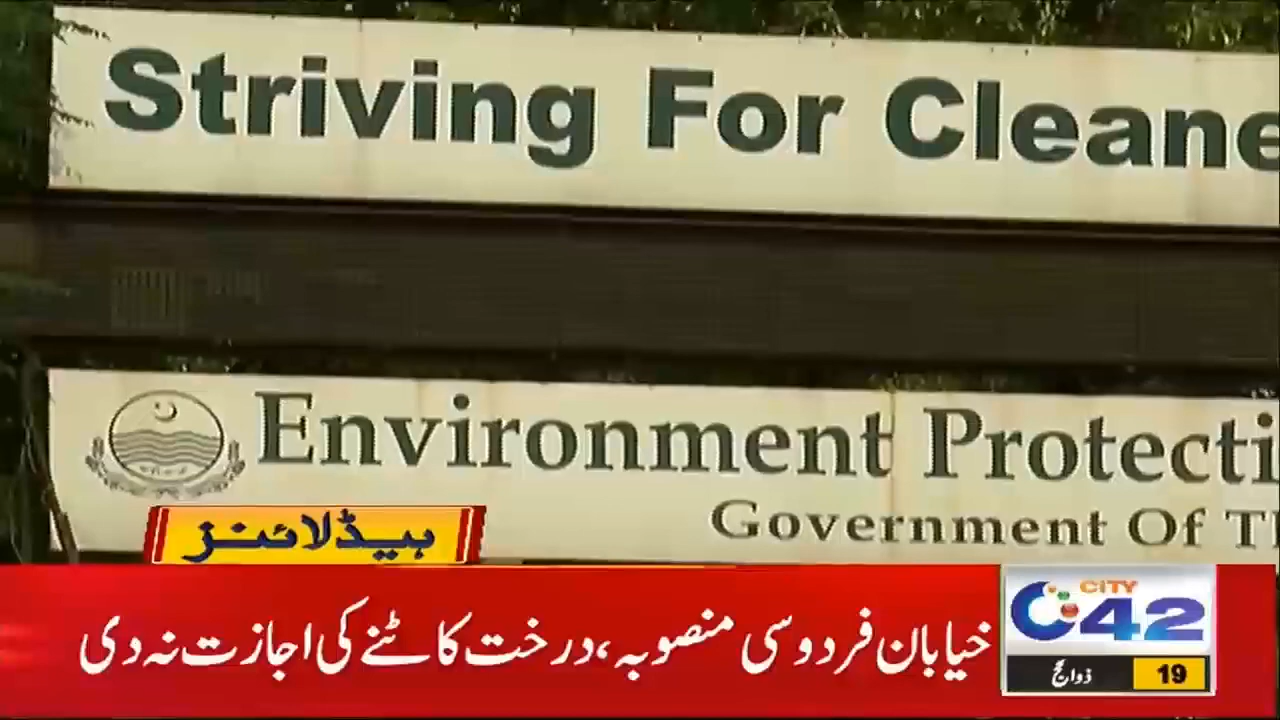 Striving For Cleane
Environment Protecti
Government Of T
ہیڈلائنز
خیابان فردوسی منصوبہ، درخت کاٹنے کی اجازت نہ دی
CITY
42
19 ذوالحج